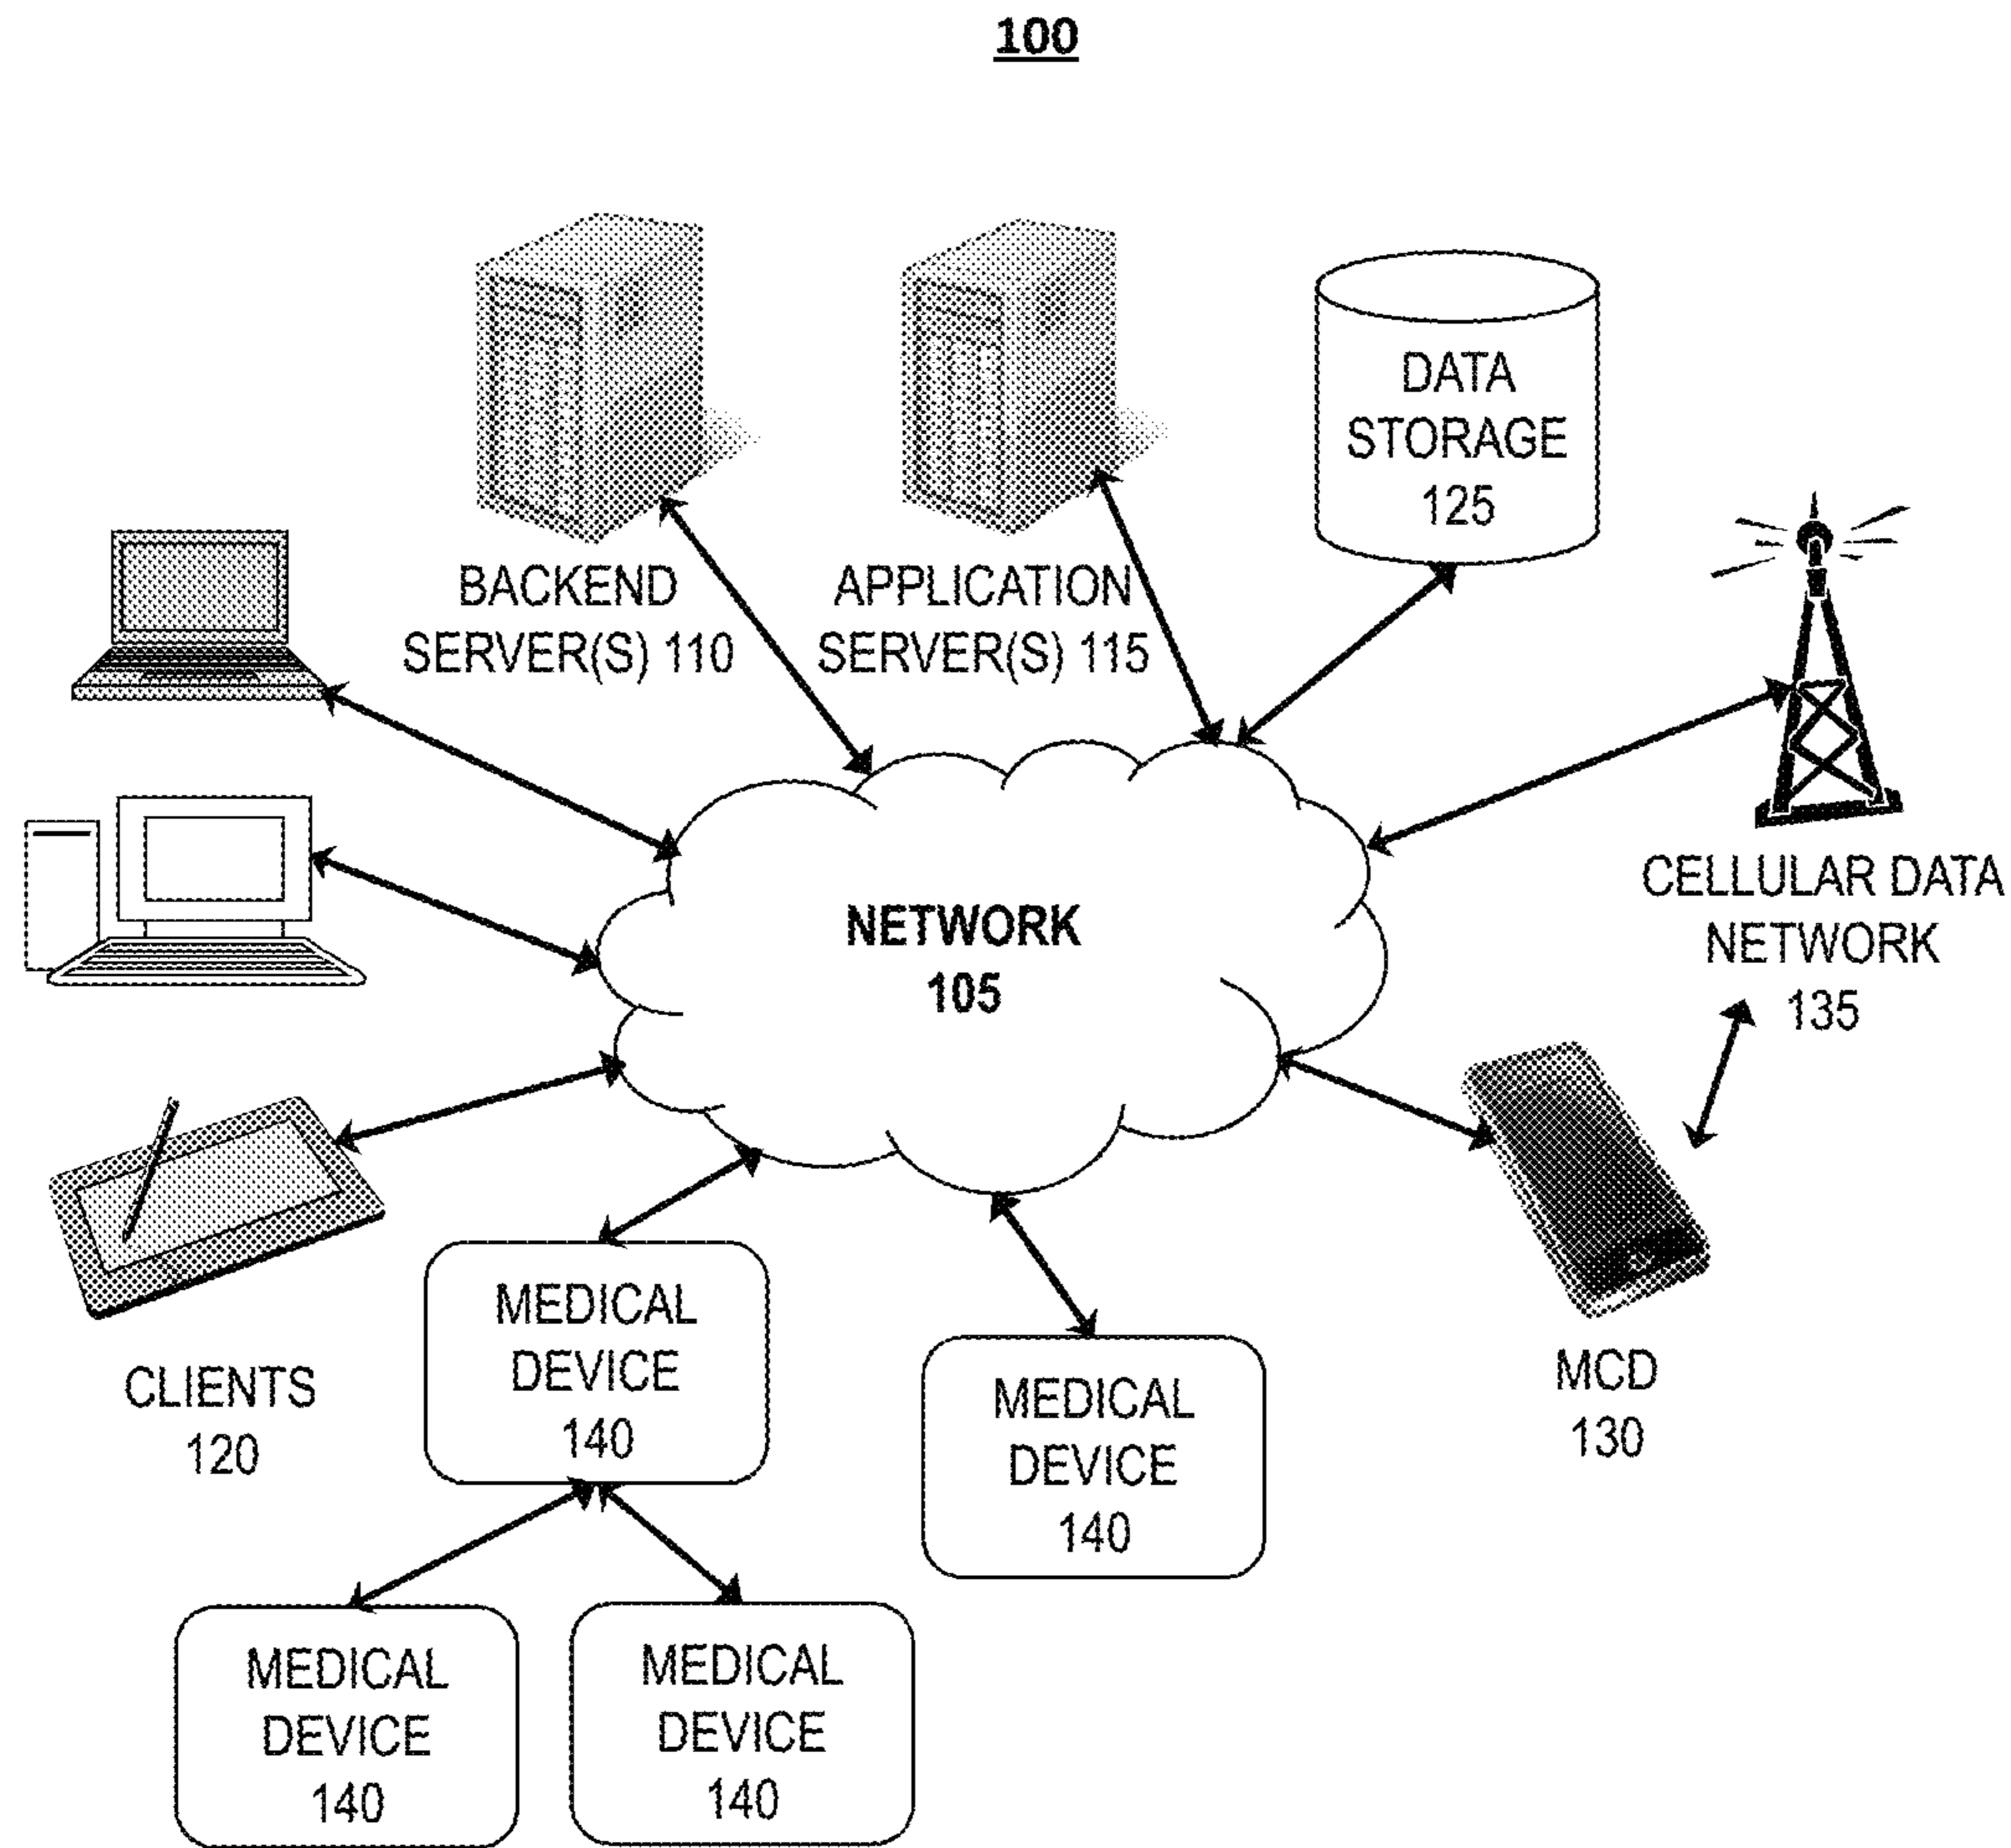 100
BACKEND
SERVER(S) 110
APPLICATION
SERVER(S) 115
DATA
STORAGE
125
NETWORK
105
CELLULAR DATA
NETWORK
135
CLIENTS
120
MEDICAL
DEVICE
140
MEDICAL
DEVICE
140
MCD
130
MEDICAL
DEVICE
140
MEDICAL
DEVICE
140